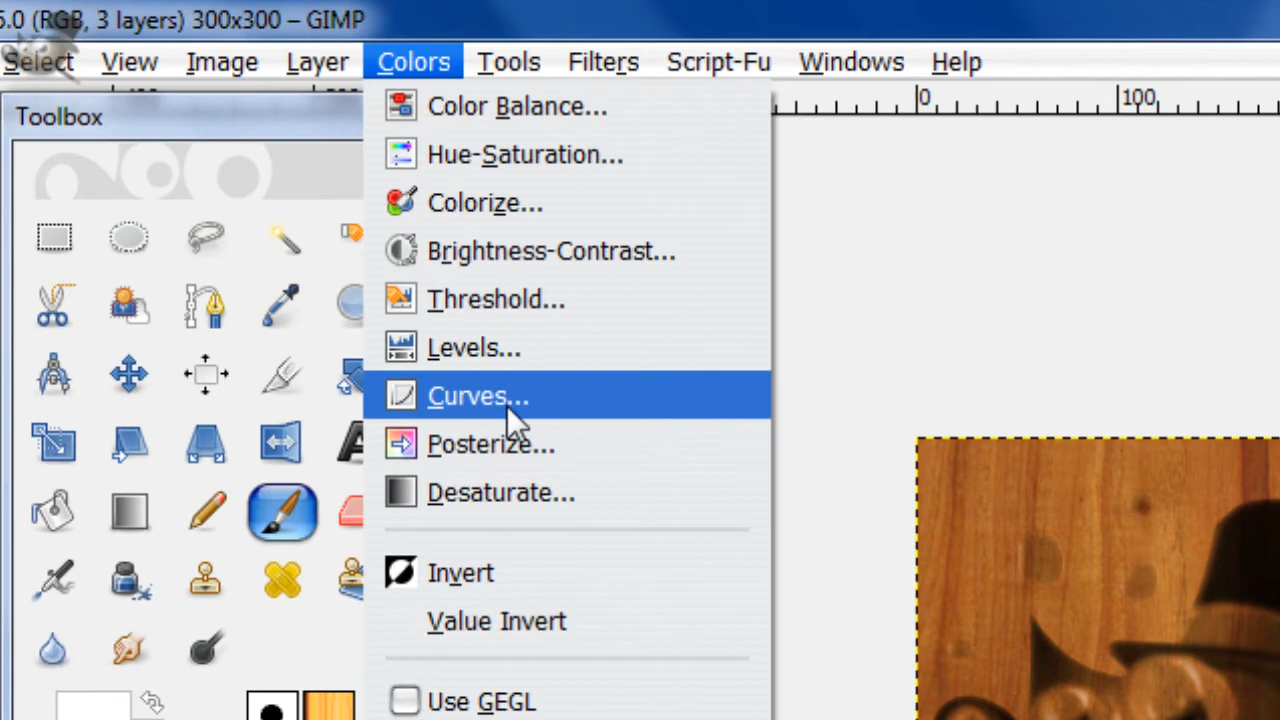 5.0 (RGB, 3 layers) 300x300 – GIMP
Select View Image Layer Colors Tools Filters Script-Fu Windows Help
Toolbox
0 100
Color Balance...
Hue-Saturation...
Colorize...
Brightness-Contrast...
Threshold...
Levels...
Curves...
Posterize...
Desaturate...
Invert
Value Invert
Use GEGL